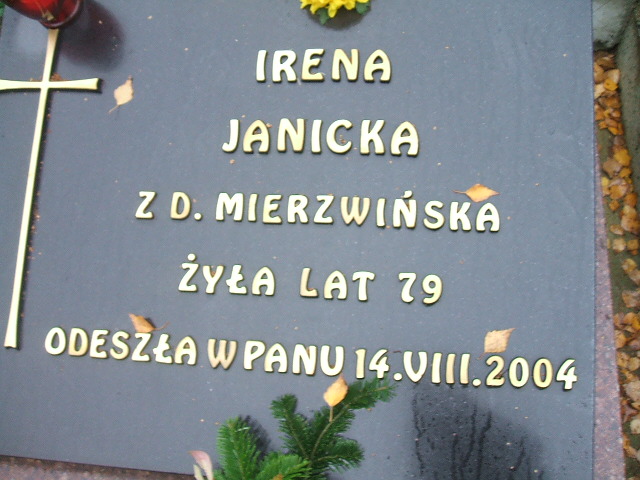 IRENA
JANICKA
Z D. MIERZWIŃSKA
ŻYŁA LAT 79
ODESZŁA W PANU 14.VIII.2004